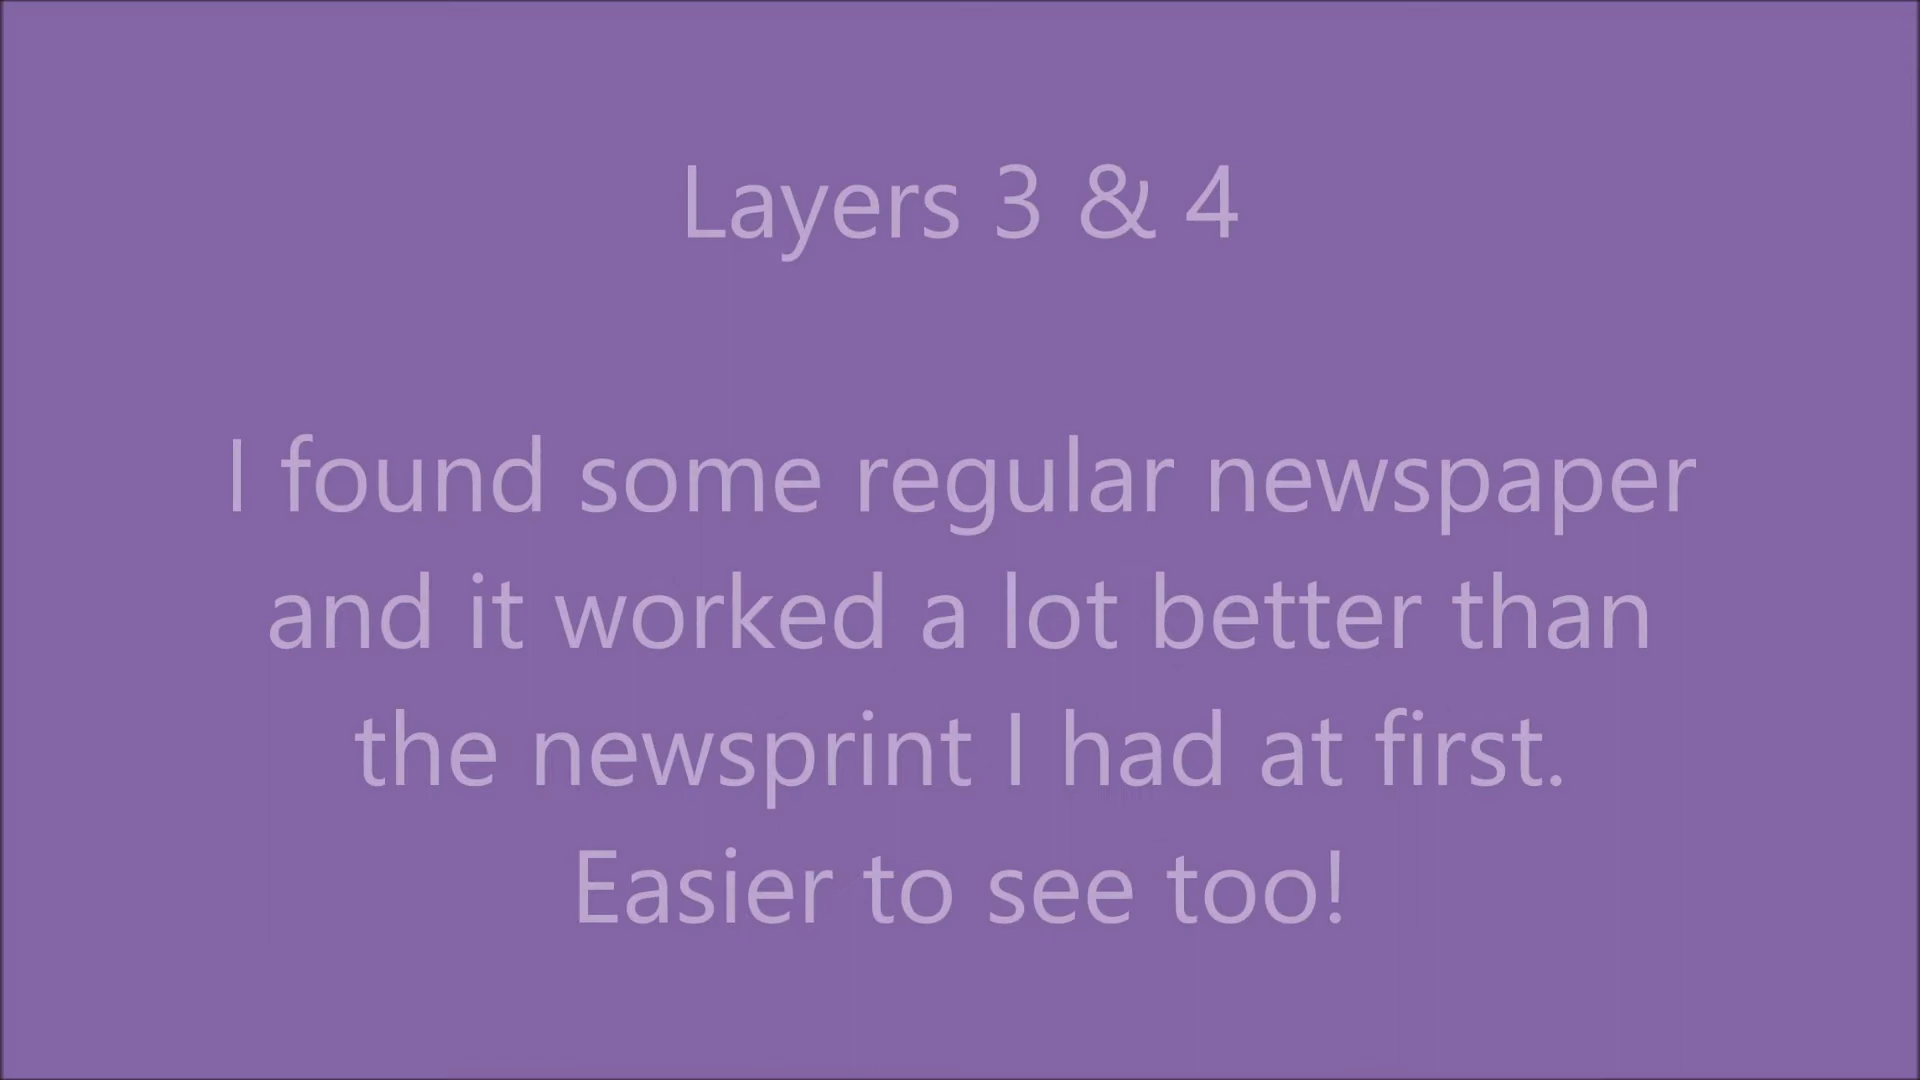 Layers 3 & 4
I found some regular newspaper
and it worked a lot better than
the newsprint I had at first.
Easier to see too!